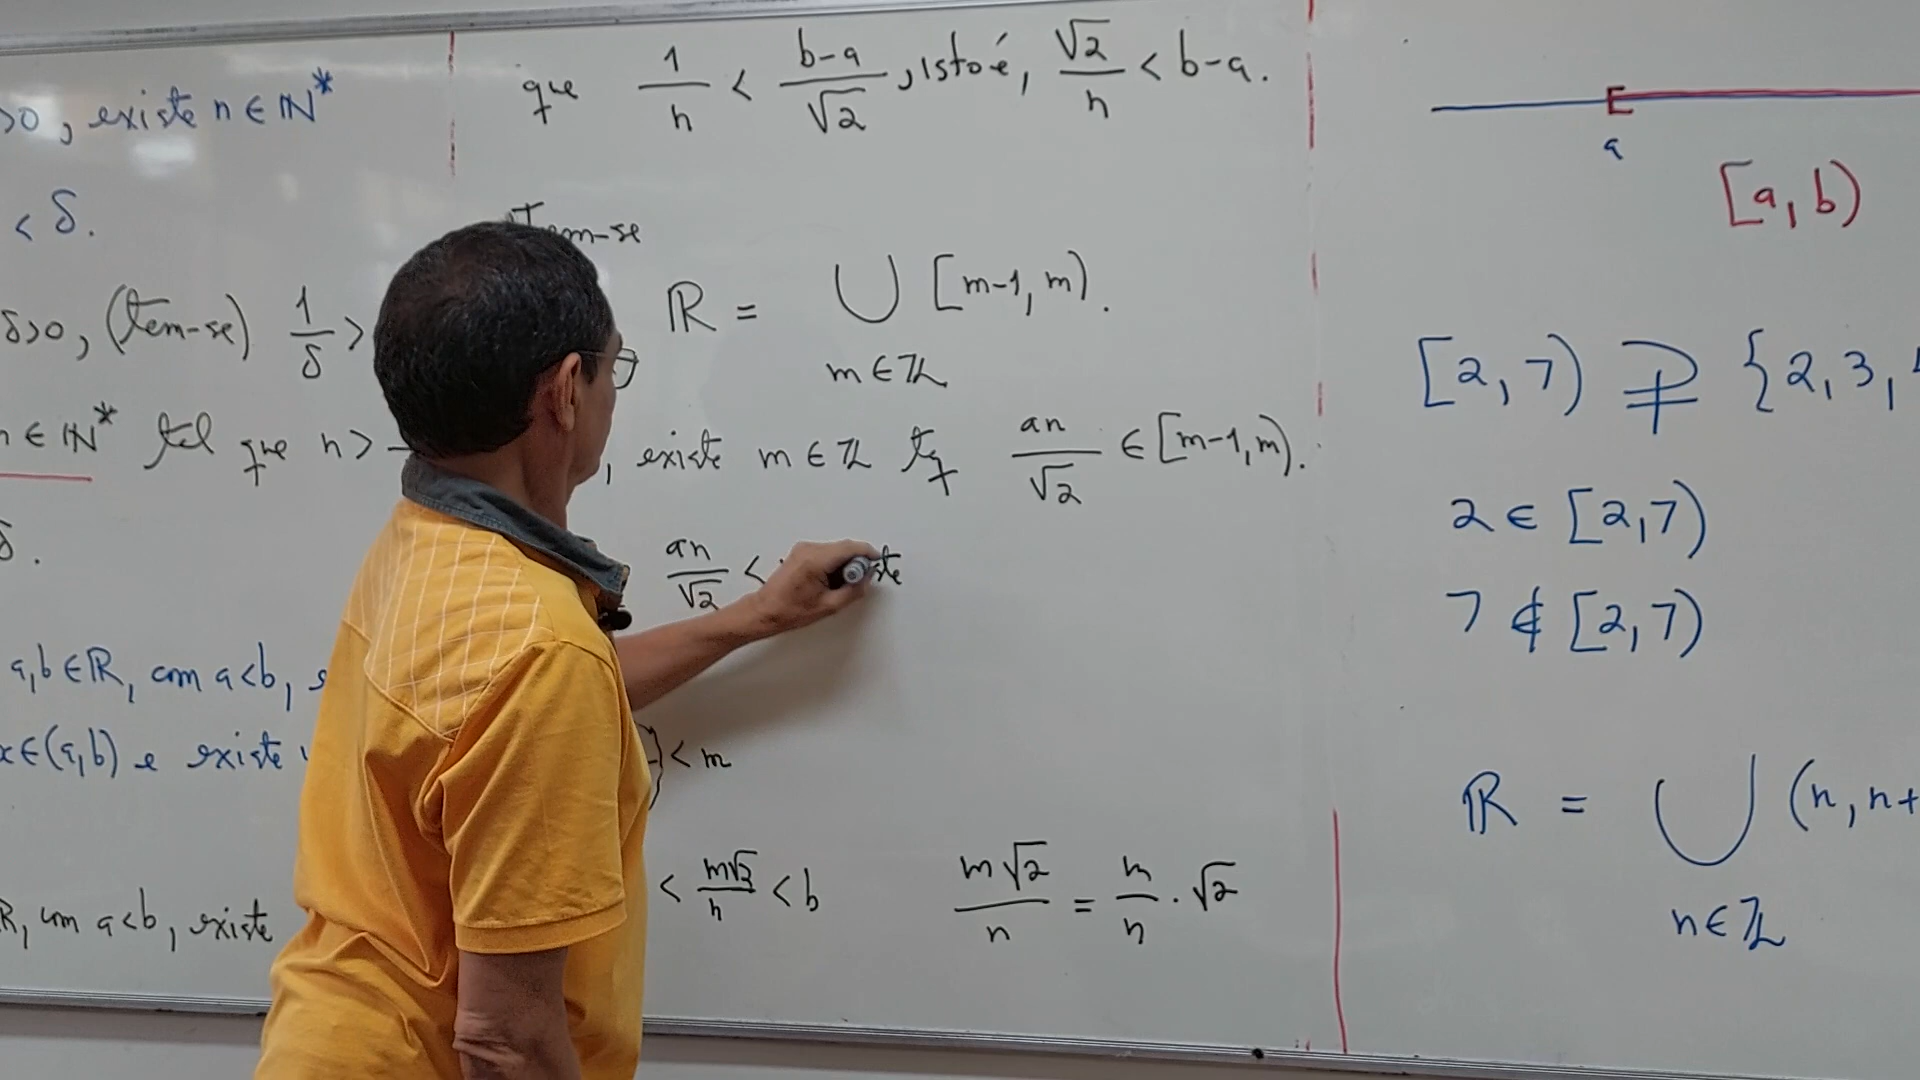 >0, existe n ∈ ℕ*
< δ.
δ>0, (tem-se) 1/δ >
n ∈ ℕ* tal que n >
δ.
a,b ∈ ℝ, com a<b,
x ∈ (a,b) e existe
ℝ, com a<b, existe
que 1/n < (b-a)/√2, isto é, √2/n < b-a.
Tem-se
ℝ = ∪ [m-1, m).
m ∈ ℤ
, existe m ∈ ℤ tq an/√2 ∈ [m-1, m).
an/√2 <
< m
< m√2/n < b
m√2/n = m/n · √2
a
[a, b)
[2, 7) ⊋ {2, 3,
2 ∈ [2, 7)
7 ∉ [2, 7)
ℝ = ∪ (n, n+
n ∈ ℤ